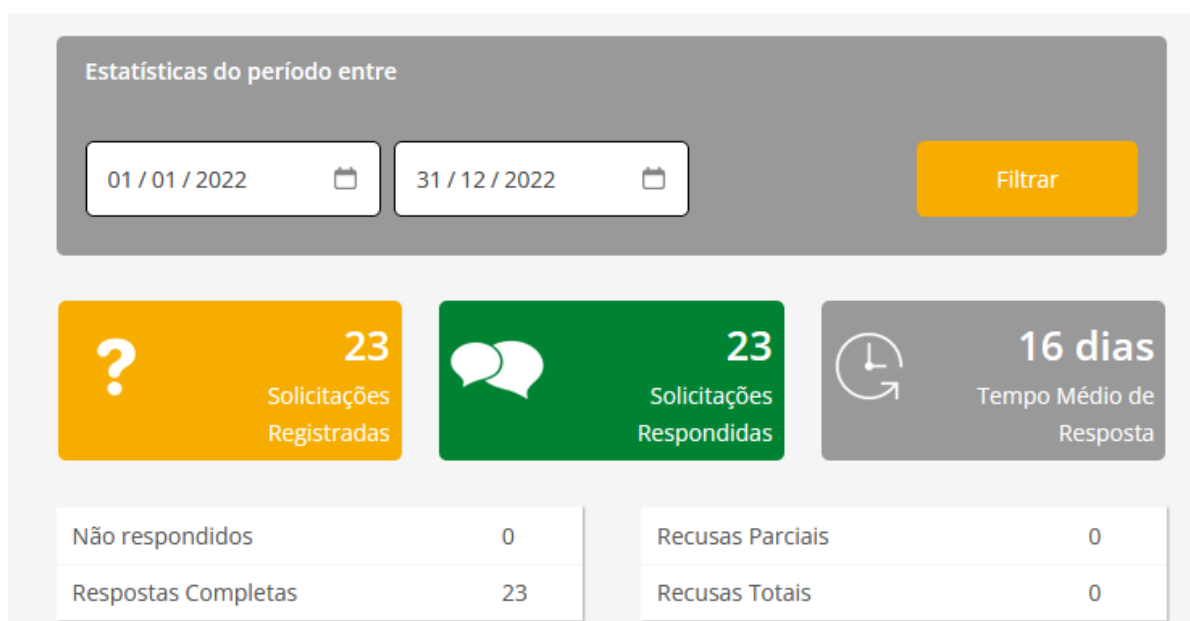 Estatísticas do período entre
01 / 01 / 2022
31 / 12 / 2022
Filtrar
?
23
Solicitações
Registradas
23
Solicitações
Respondidas
16 dias
Tempo Médio de
Resposta
Não respondidos 0
Respostas Completas 23
Recusas Parciais 0
Recusas Totais 0